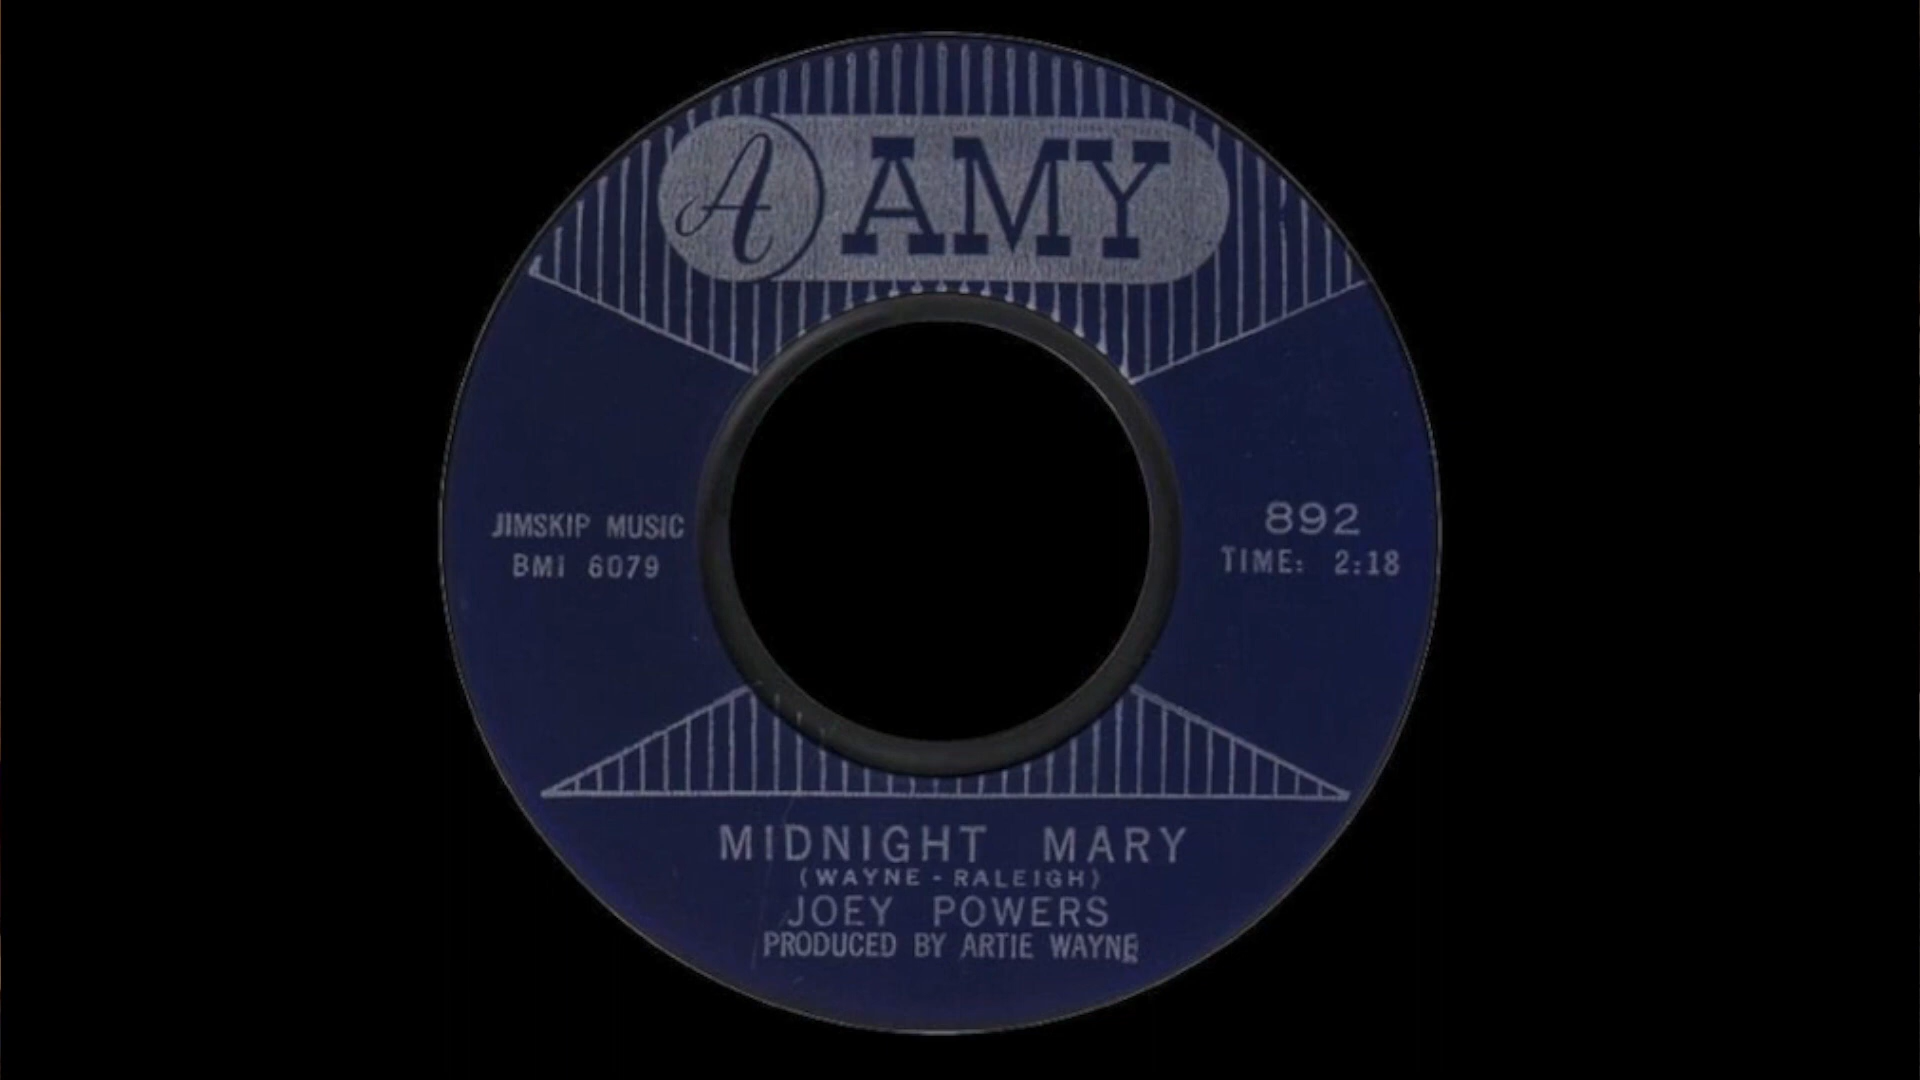 A AMY
JIMSKIP MUSIC
BMI 6079
892
TIME: 2:18
MIDNIGHT MARY
(WAYNE - RALEIGH)
JOEY POWERS
PRODUCED BY ARTIE WAYNE